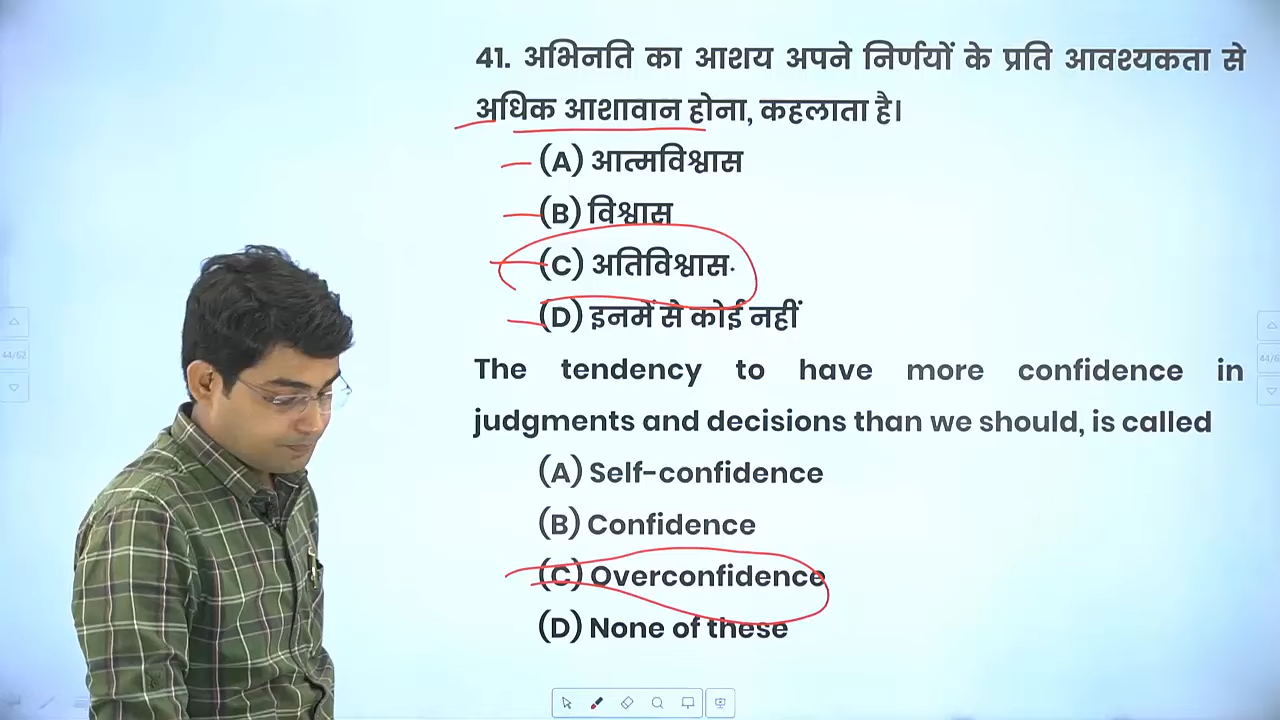 41. अभिनति का आशय अपने निर्णयों के प्रति आवश्यकता से
अधिक आशावान होना, कहलाता है।
(A) आत्मविश्वास
(B) विश्वास
(C) अतिविश्वास
(D) इनमें से कोई नहीं
The tendency to have more confidence in
judgments and decisions than we should, is called
(A) Self-confidence
(B) Confidence
(C) Overconfidence
(D) None of these
44/62